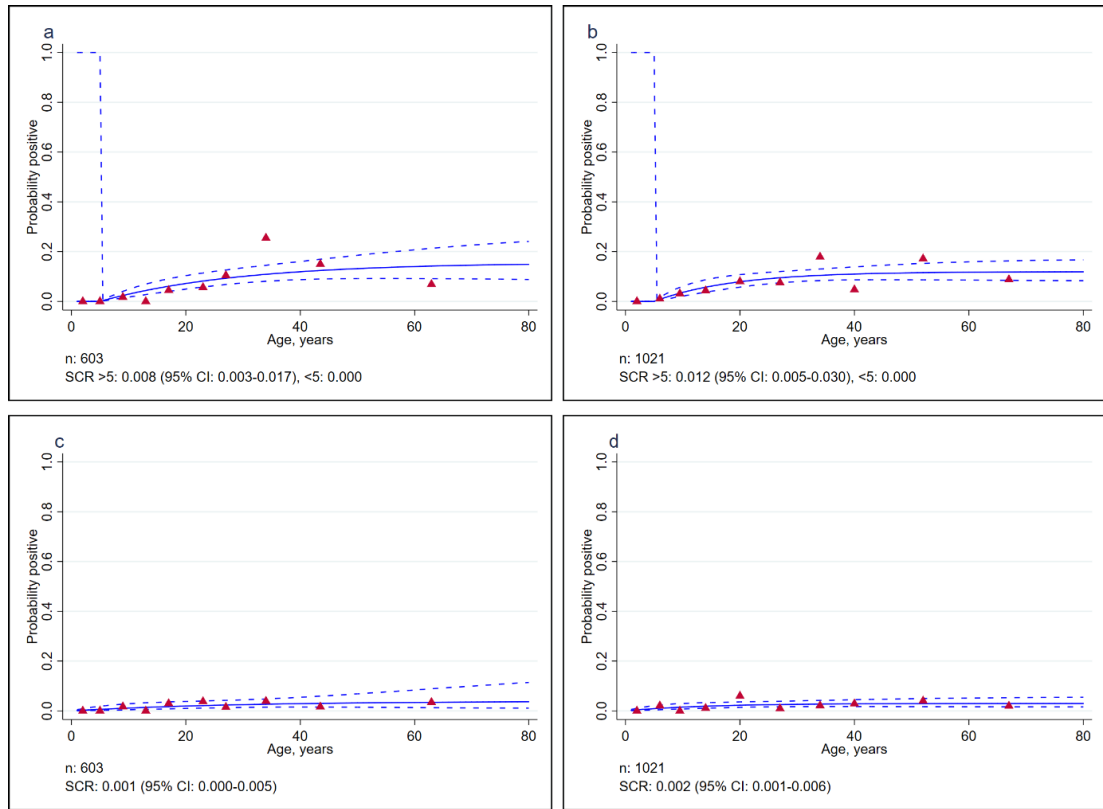 a
Probability positive
1.0
0.8
0.6
0.4
0.2
0.0
0 20 40 60 80
Age, years
n: 603
SCR >5: 0.008 (95% CI: 0.003-0.017), <5: 0.000
b
Probability positive
1.0
0.8
0.6
0.4
0.2
0.0
0 20 40 60 80
Age, years
n: 1021
SCR >5: 0.012 (95% CI: 0.005-0.030), <5: 0.000
c
Probability positive
1.0
0.8
0.6
0.4
0.2
0.0
0 20 40 60 80
Age, years
n: 603
SCR: 0.001 (95% CI: 0.000-0.005)
d
Probability positive
1.0
0.8
0.6
0.4
0.2
0.0
0 20 40 60 80
Age, years
n: 1021
SCR: 0.002 (95% CI: 0.001-0.006)